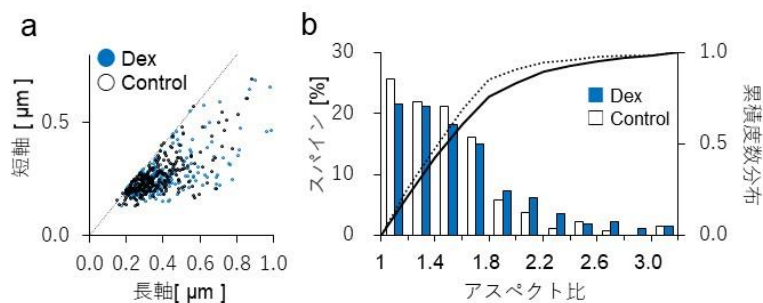 a
Dex
Control
短軸 [ μm ]
0.5
0.0
0.0 0.2 0.4 0.6 0.8 1.0
長軸[ μm ]
b
スパイン [%]
30
20
10
0
Dex
Control
1.0
0.5
0.0
累積度数分布
1 1.4 1.8 2.2 2.6 3.0
アスペクト比